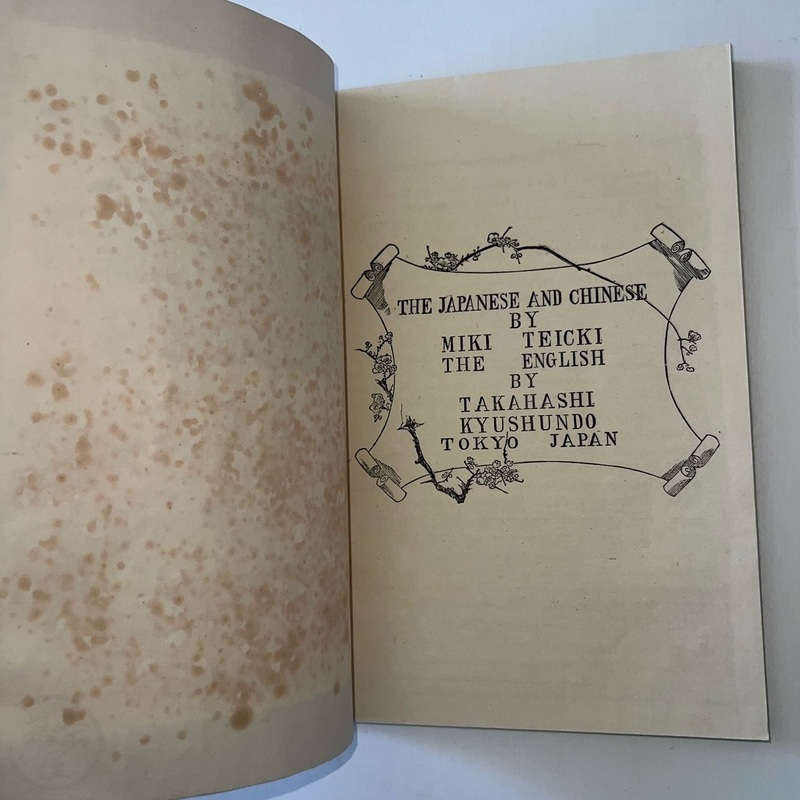 THE JAPANESE AND CHINESE
BY
MIKI TEICKI
THE ENGLISH
BY
TAKAHASHI
KYUSHUNDO
TOKYO JAPAN